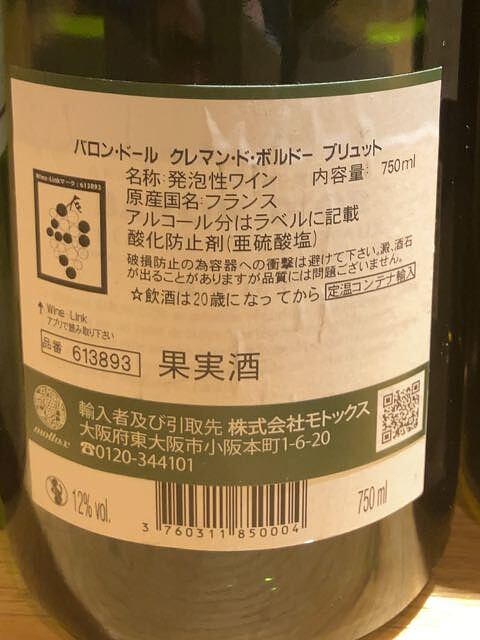 バロン・ドール クレマン・ド・ボルドー ブリュット
Wine-Linkマーク:613893
名称:発泡性ワイン 内容量:750ml
原産国名:フランス
アルコール分はラベルに記載
酸化防止剤(亜硫酸塩)
破損防止の為容器への衝撃は避けて下さい。澱、酒石
が出ることがありますが品質には問題ございません。
☆飲酒は20歳になってから 定温コンテナ輸入
↑ Wine Link
アプリで読み取り下さい
品番 613893 果実酒
mottox
輸入者及び引取先 株式会社モトックス
大阪府東大阪市小阪本町1-6-20
☎0120-344101
12% vol. 750 ml
3 760311 850004